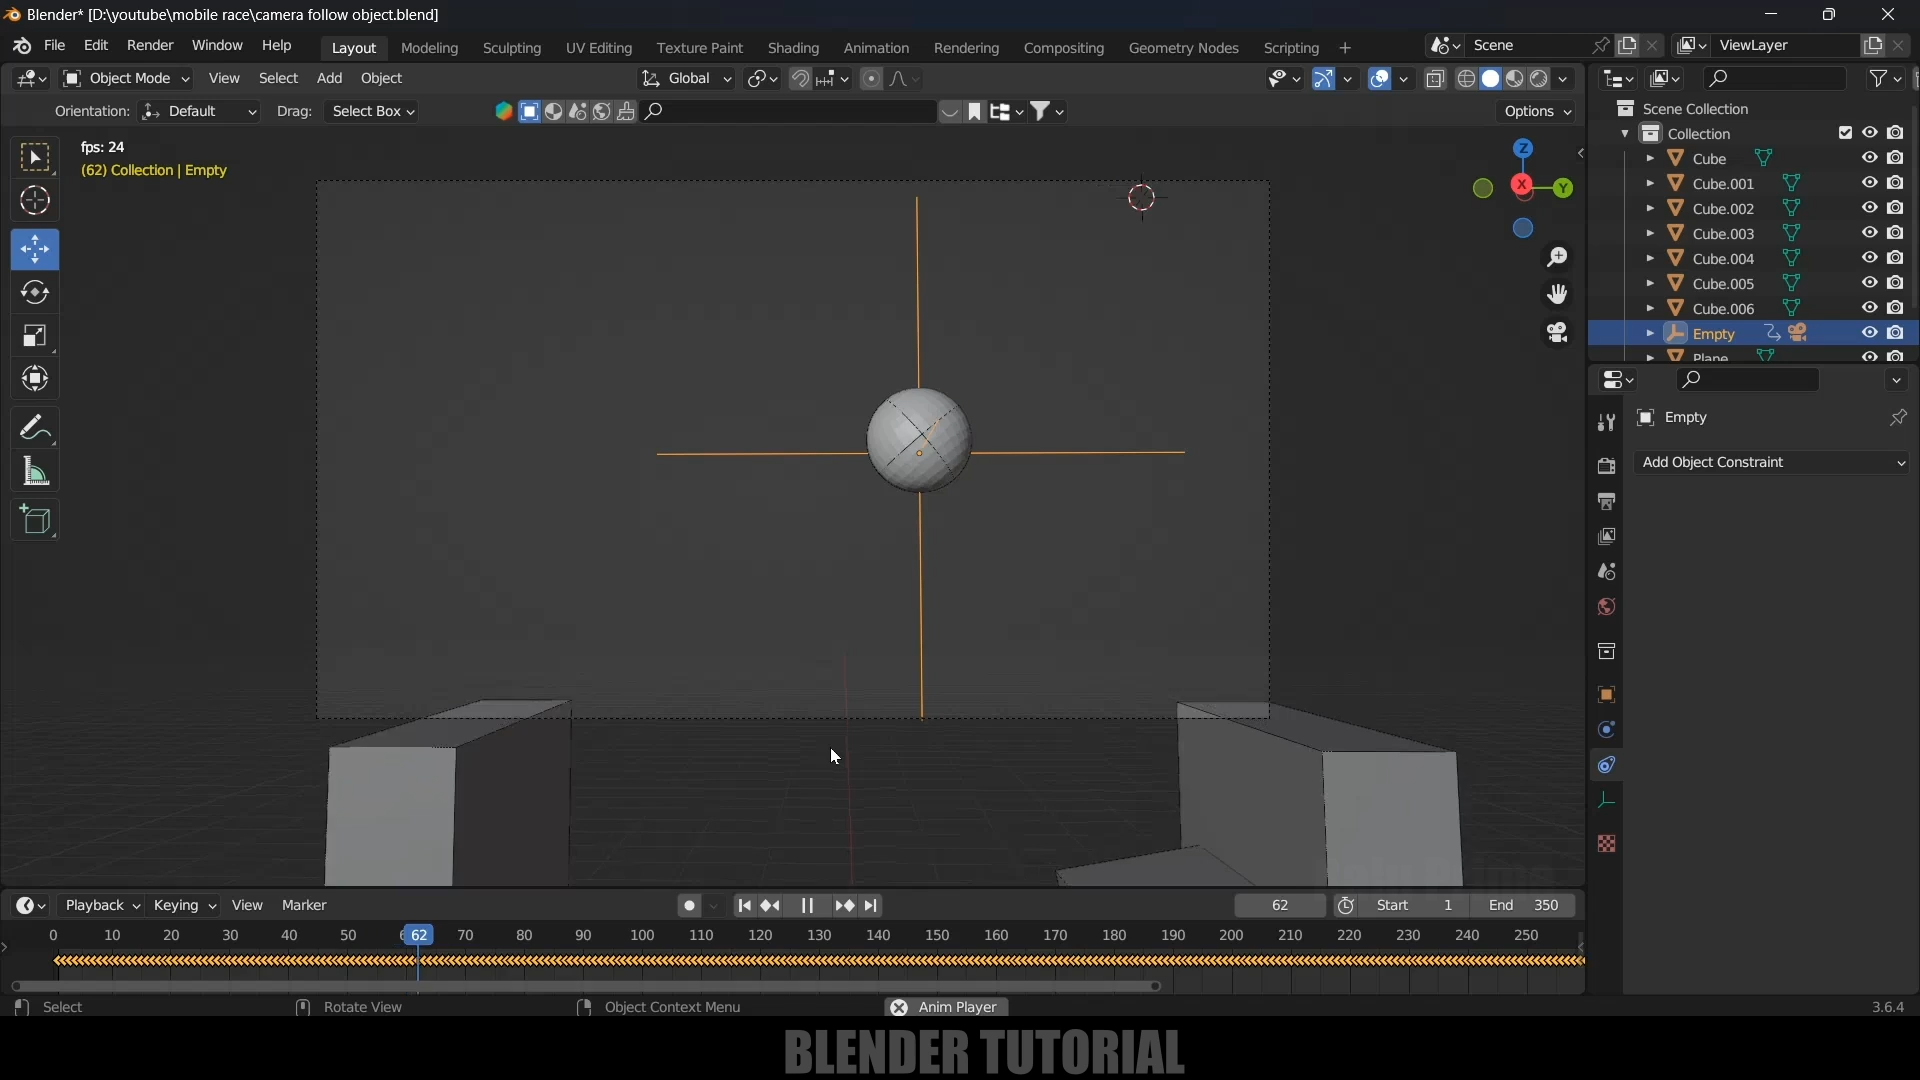 Blender* [D:\youtube\mobile race\camera follow object.blend]
File Edit Render Window Help Layout Modeling Sculpting UV Editing Texture Paint Shading Animation Rendering Compositing Geometry Nodes Scripting + Scene ViewLayer
Object Mode View Select Add Object Global
Orientation: Default Drag: Select Box Options
fps: 24
(62) Collection | Empty
Z
X
Y
Scene Collection
Collection
Cube
Cube.001
Cube.002
Cube.003
Cube.004
Cube.005
Cube.006
Empty
Plane
Empty
Add Object Constraint
Playback Keying View Marker 62 Start 1 End 350
0 10 20 30 40 50 62 70 80 90 100 110 120 130 140 150 160 170 180 190 200 210 220 230 240 250
Select Rotate View Object Context Menu Anim Player 3.6.4
BLENDER TUTORIAL